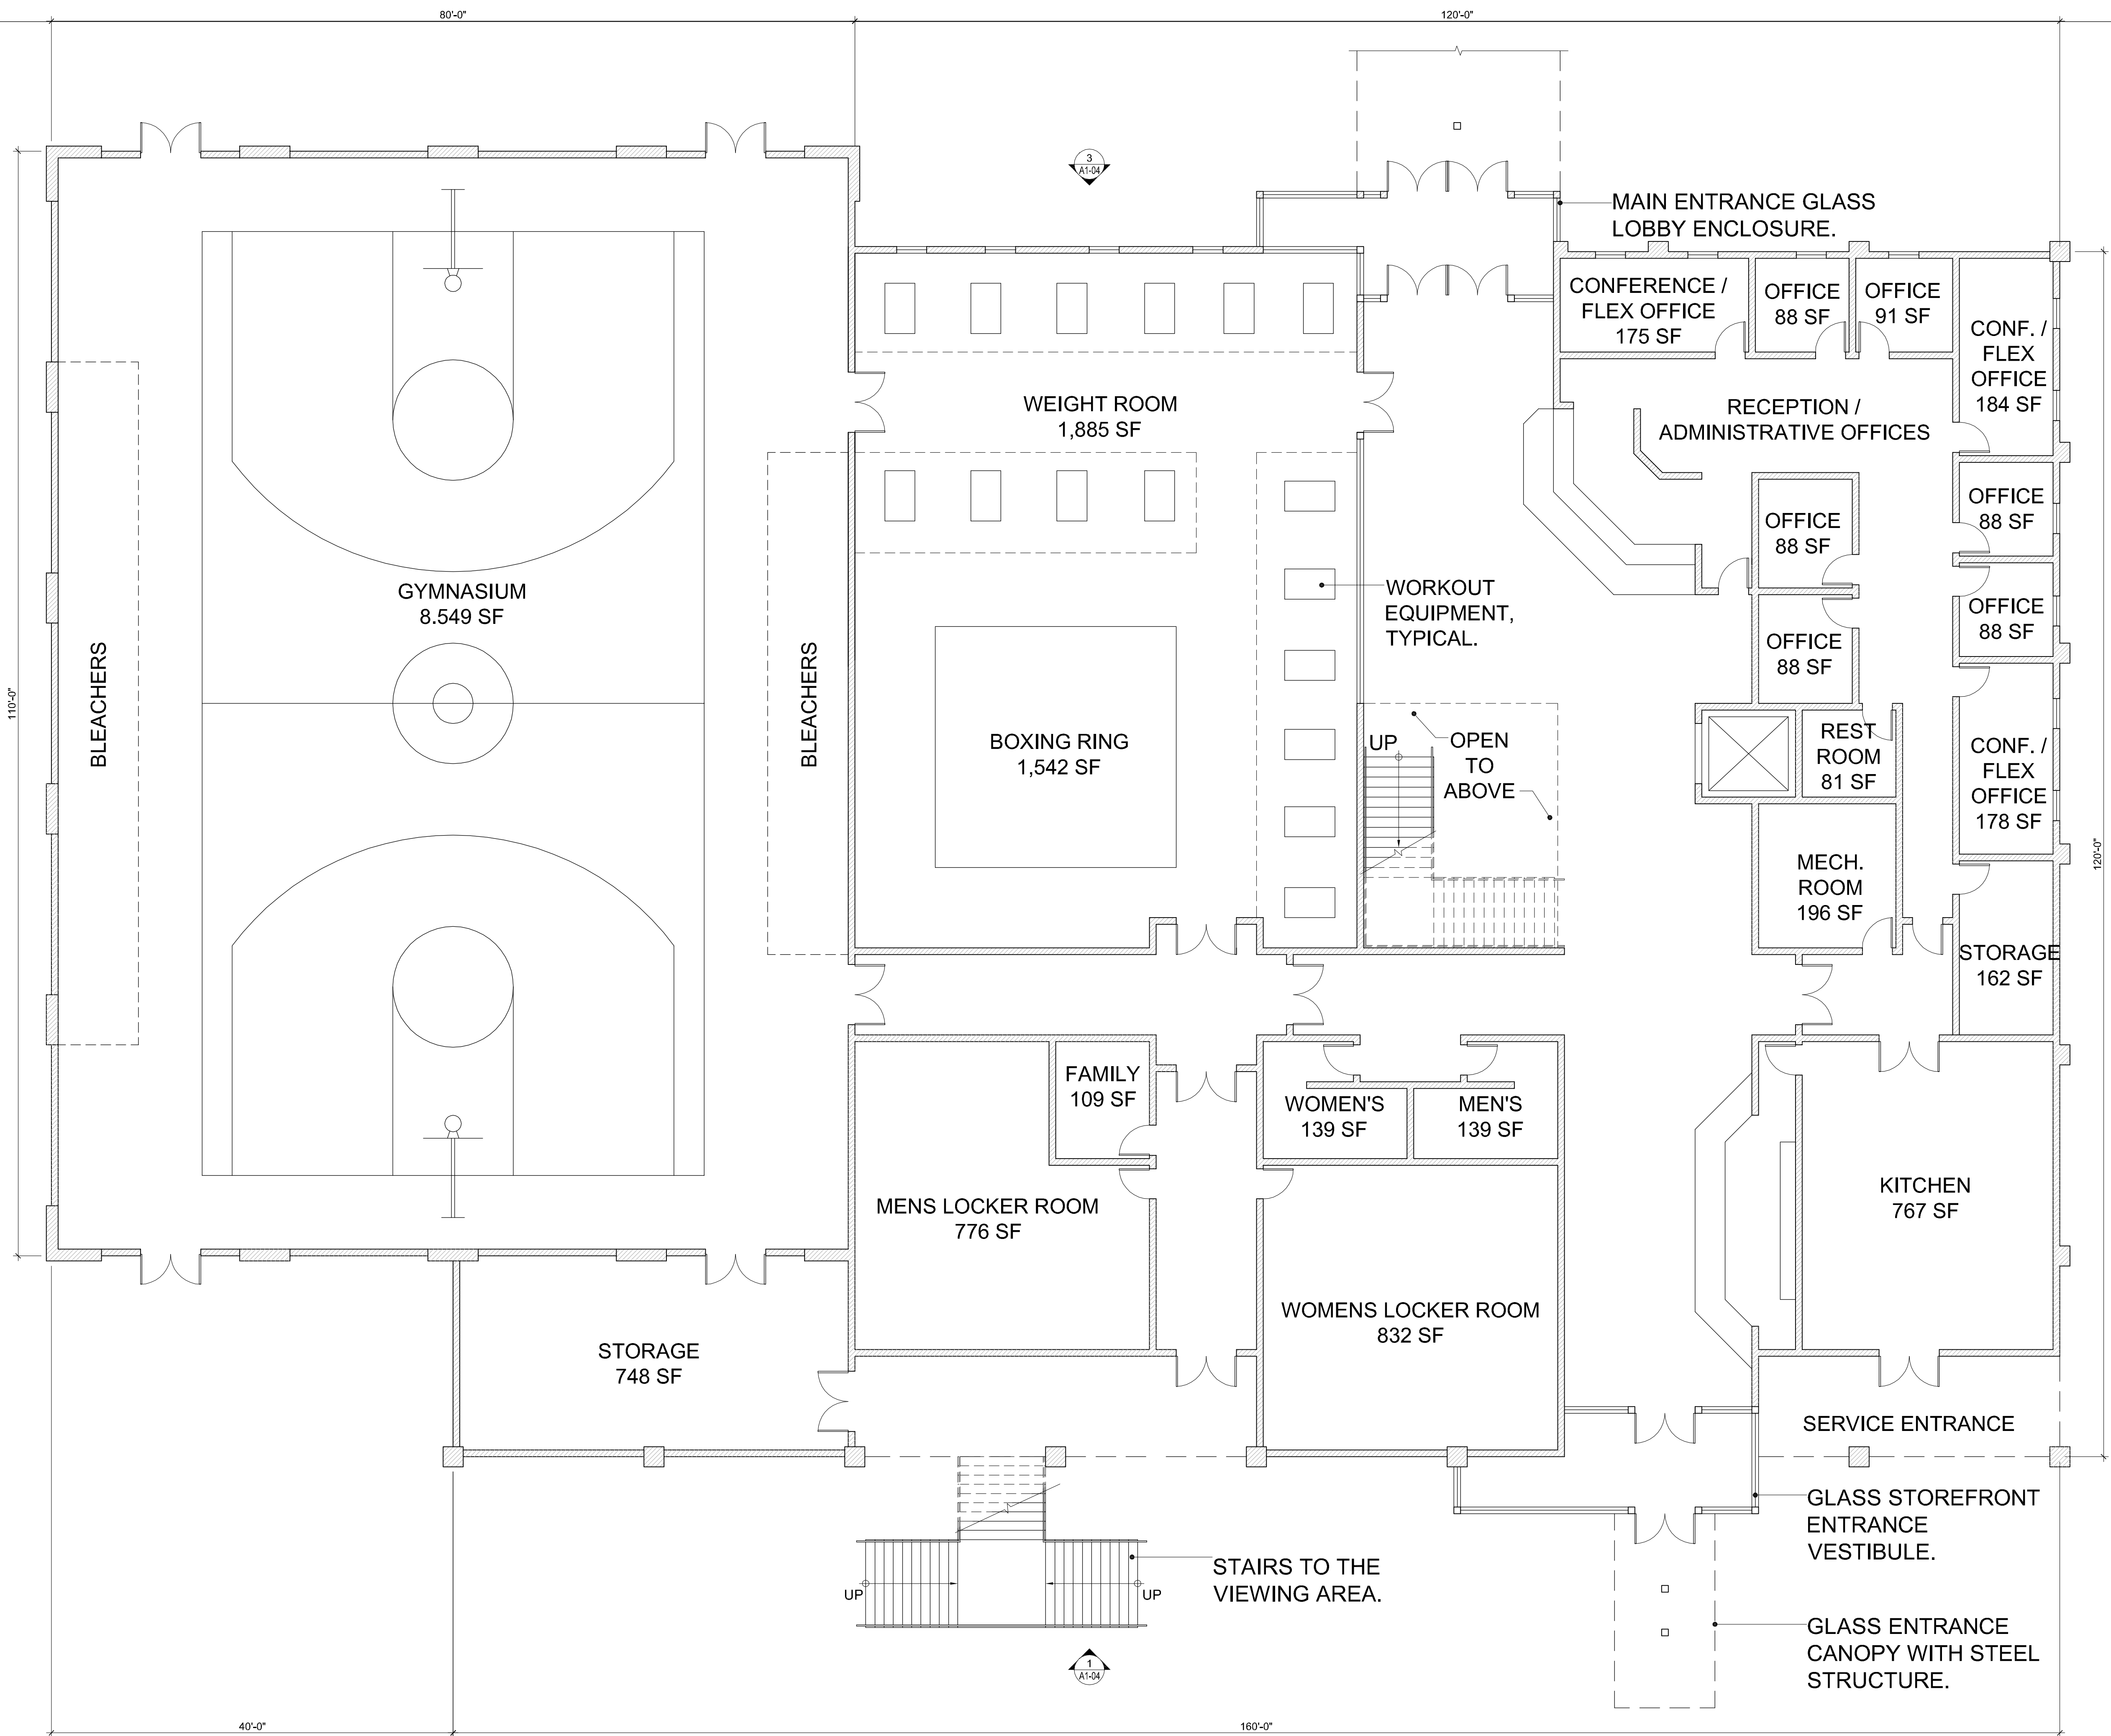 80'-0"
120'-0"
3
A1-04
MAIN ENTRANCE GLASS
LOBBY ENCLOSURE.
CONFERENCE /
FLEX OFFICE
175 SF
OFFICE
88 SF
OFFICE
91 SF
CONF. /
FLEX
OFFICE
184 SF
WEIGHT ROOM
1,885 SF
RECEPTION /
ADMINISTRATIVE OFFICES
OFFICE
88 SF
OFFICE
88 SF
GYMNASIUM
8.549 SF
WORKOUT
EQUIPMENT,
TYPICAL.
OFFICE
88 SF
OFFICE
88 SF
110'-0"
BLEACHERS
BLEACHERS
BOXING RING
1,542 SF
UP
OPEN
TO
ABOVE
REST
ROOM
81 SF
CONF. /
FLEX
OFFICE
178 SF
120'-0"
MECH.
ROOM
196 SF
STORAGE
162 SF
FAMILY
109 SF
WOMEN'S
139 SF
MEN'S
139 SF
MENS LOCKER ROOM
776 SF
KITCHEN
767 SF
WOMENS LOCKER ROOM
832 SF
STORAGE
748 SF
SERVICE ENTRANCE
GLASS STOREFRONT
ENTRANCE
VESTIBULE.
STAIRS TO THE
VIEWING AREA.
UP
UP
GLASS ENTRANCE
CANOPY WITH STEEL
STRUCTURE.
1
A1-04
40'-0"
160'-0"